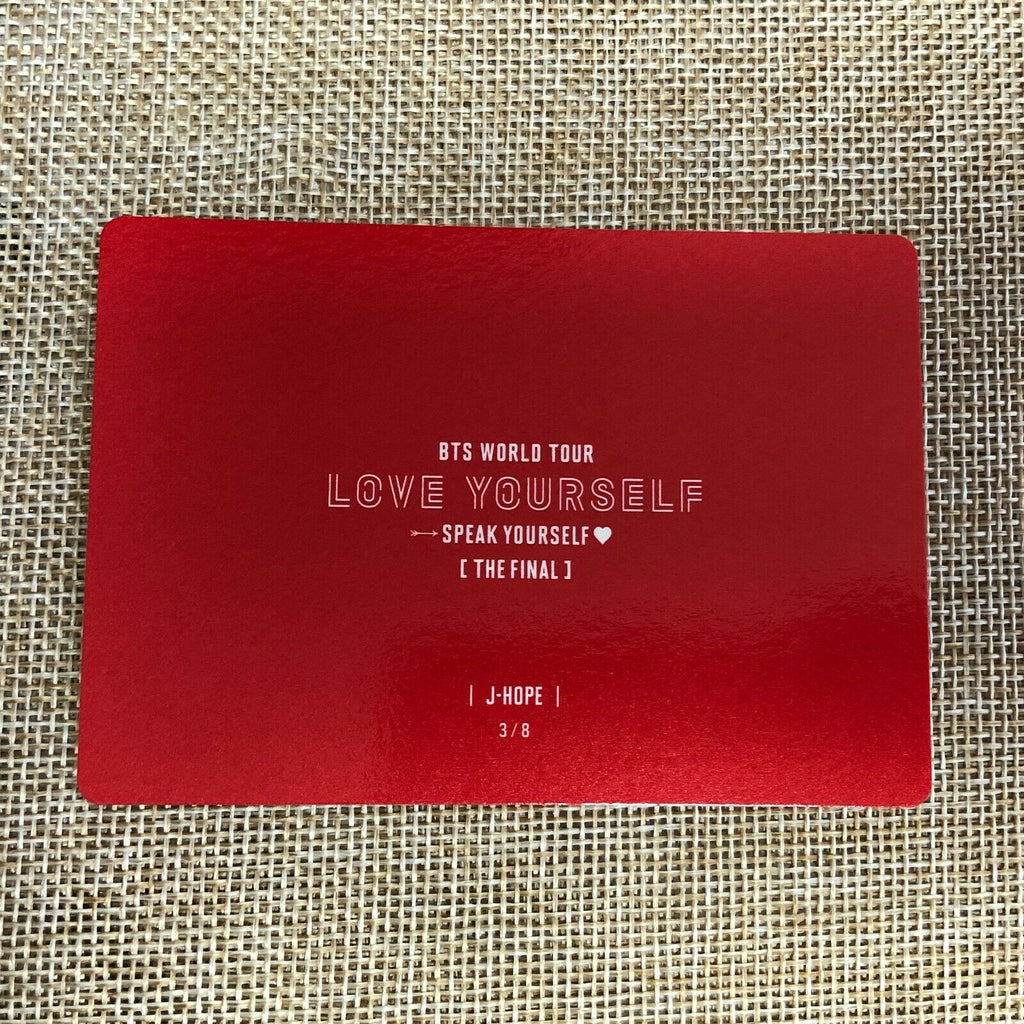 BTS WORLD TOUR
LOVE YOURSELF
SPEAK YOURSELF♥
[ THE FINAL ]
| J-HOPE |
3/8